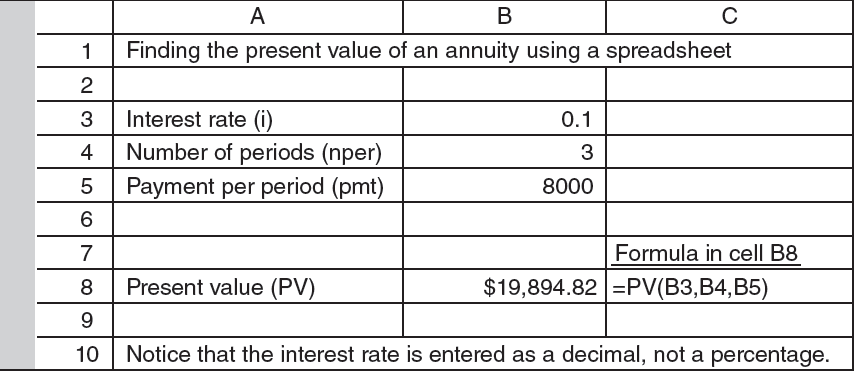 A B C
1 Finding the present value of an annuity using a spreadsheet
2
3 Interest rate (i) 0.1
4 Number of periods (nper) 3
5 Payment per period (pmt) 8000
6
7 Formula in cell B8
8 Present value (PV) $19,894.82 =PV(B3,B4,B5)
9
10 Notice that the interest rate is entered as a decimal, not a percentage.